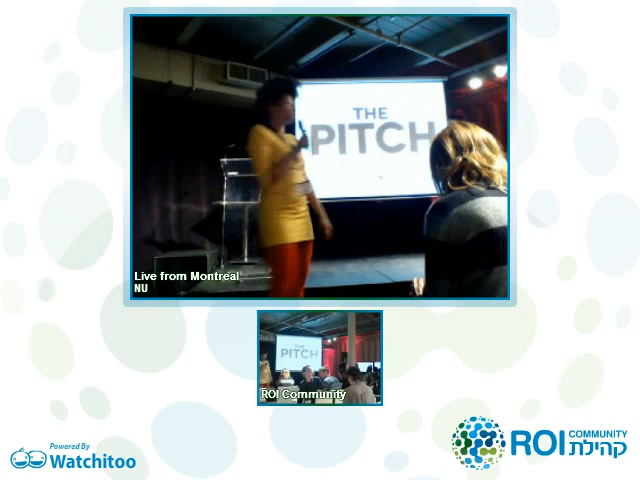 THE
PITCH
Live from Montreal
NU
THE
PITCH
ROI Community
Powered By
Watchitoo
ROI COMMUNITY
קהילת